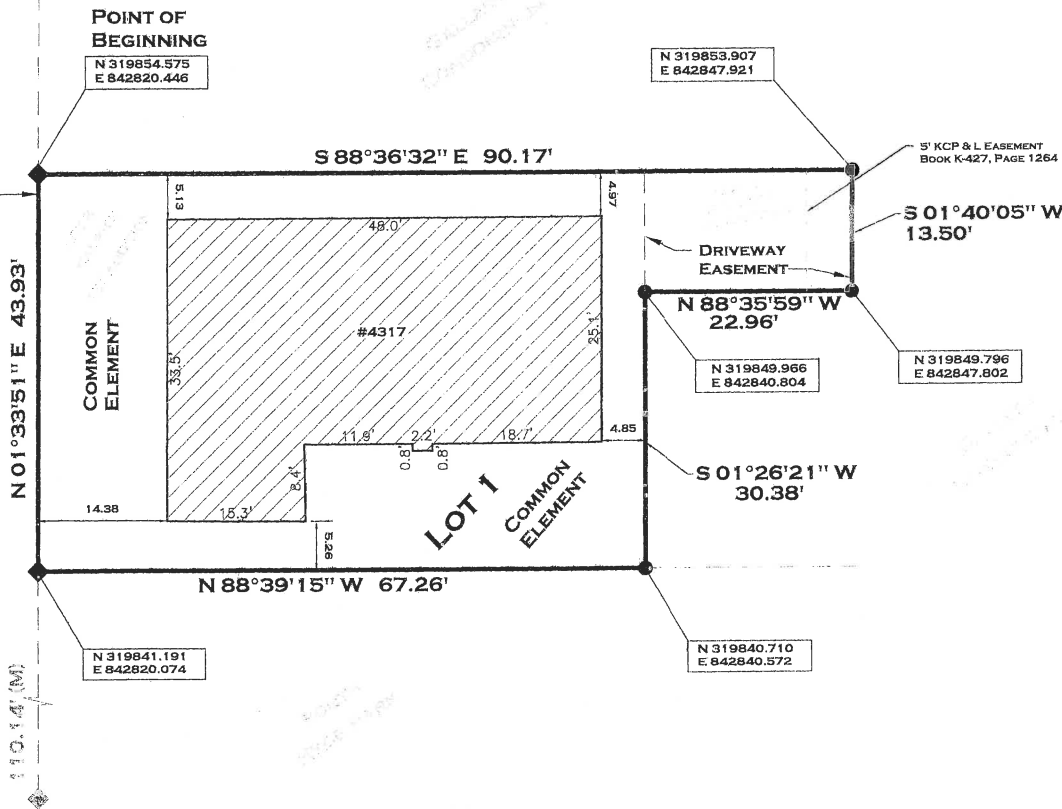 POINT OF
BEGINNING
N 319854.575
E 842820.446
N 319853.907
E 842847.921
S 88°36'32" E 90.17'
5' KCP & L EASEMENT
BOOK K-427, PAGE 1264
5.13
4.97
S 01°40'05" W
13.50'
48.0'
DRIVEWAY
EASEMENT
N 88°35'59" W
22.96'
N 01°33'51" E 43.93'
COMMON
ELEMENT
33.5'
#4317
25.1'
N 319849.966
E 842840.804
N 319849.796
E 842847.802
11.9'
2.2'
18.7'
4.85
0.8'
0.8'
8.4'
S 01°26'21" W
30.38'
14.38
15.3'
5.26
LOT 1
COMMON
ELEMENT
N 88°39'15" W 67.26'
N 319841.191
E 842820.074
N 319840.710
E 842840.572
110.14' (M)